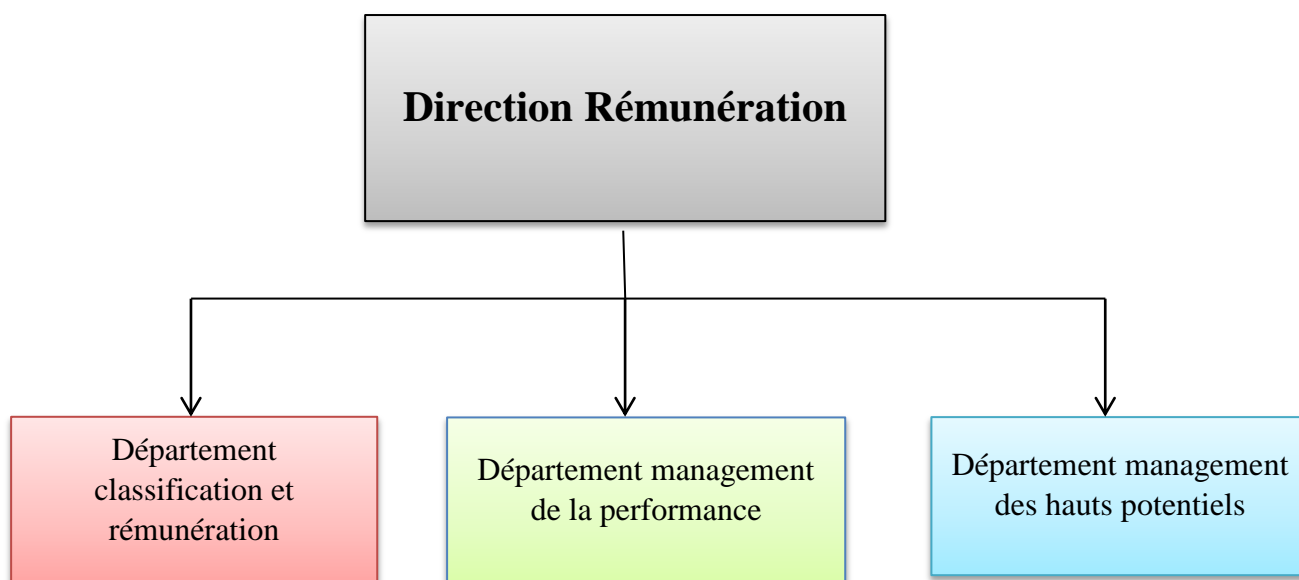 Direction Rémunération
Département
classification et
rémunération
Département management
de la performance
Département management
des hauts potentiels